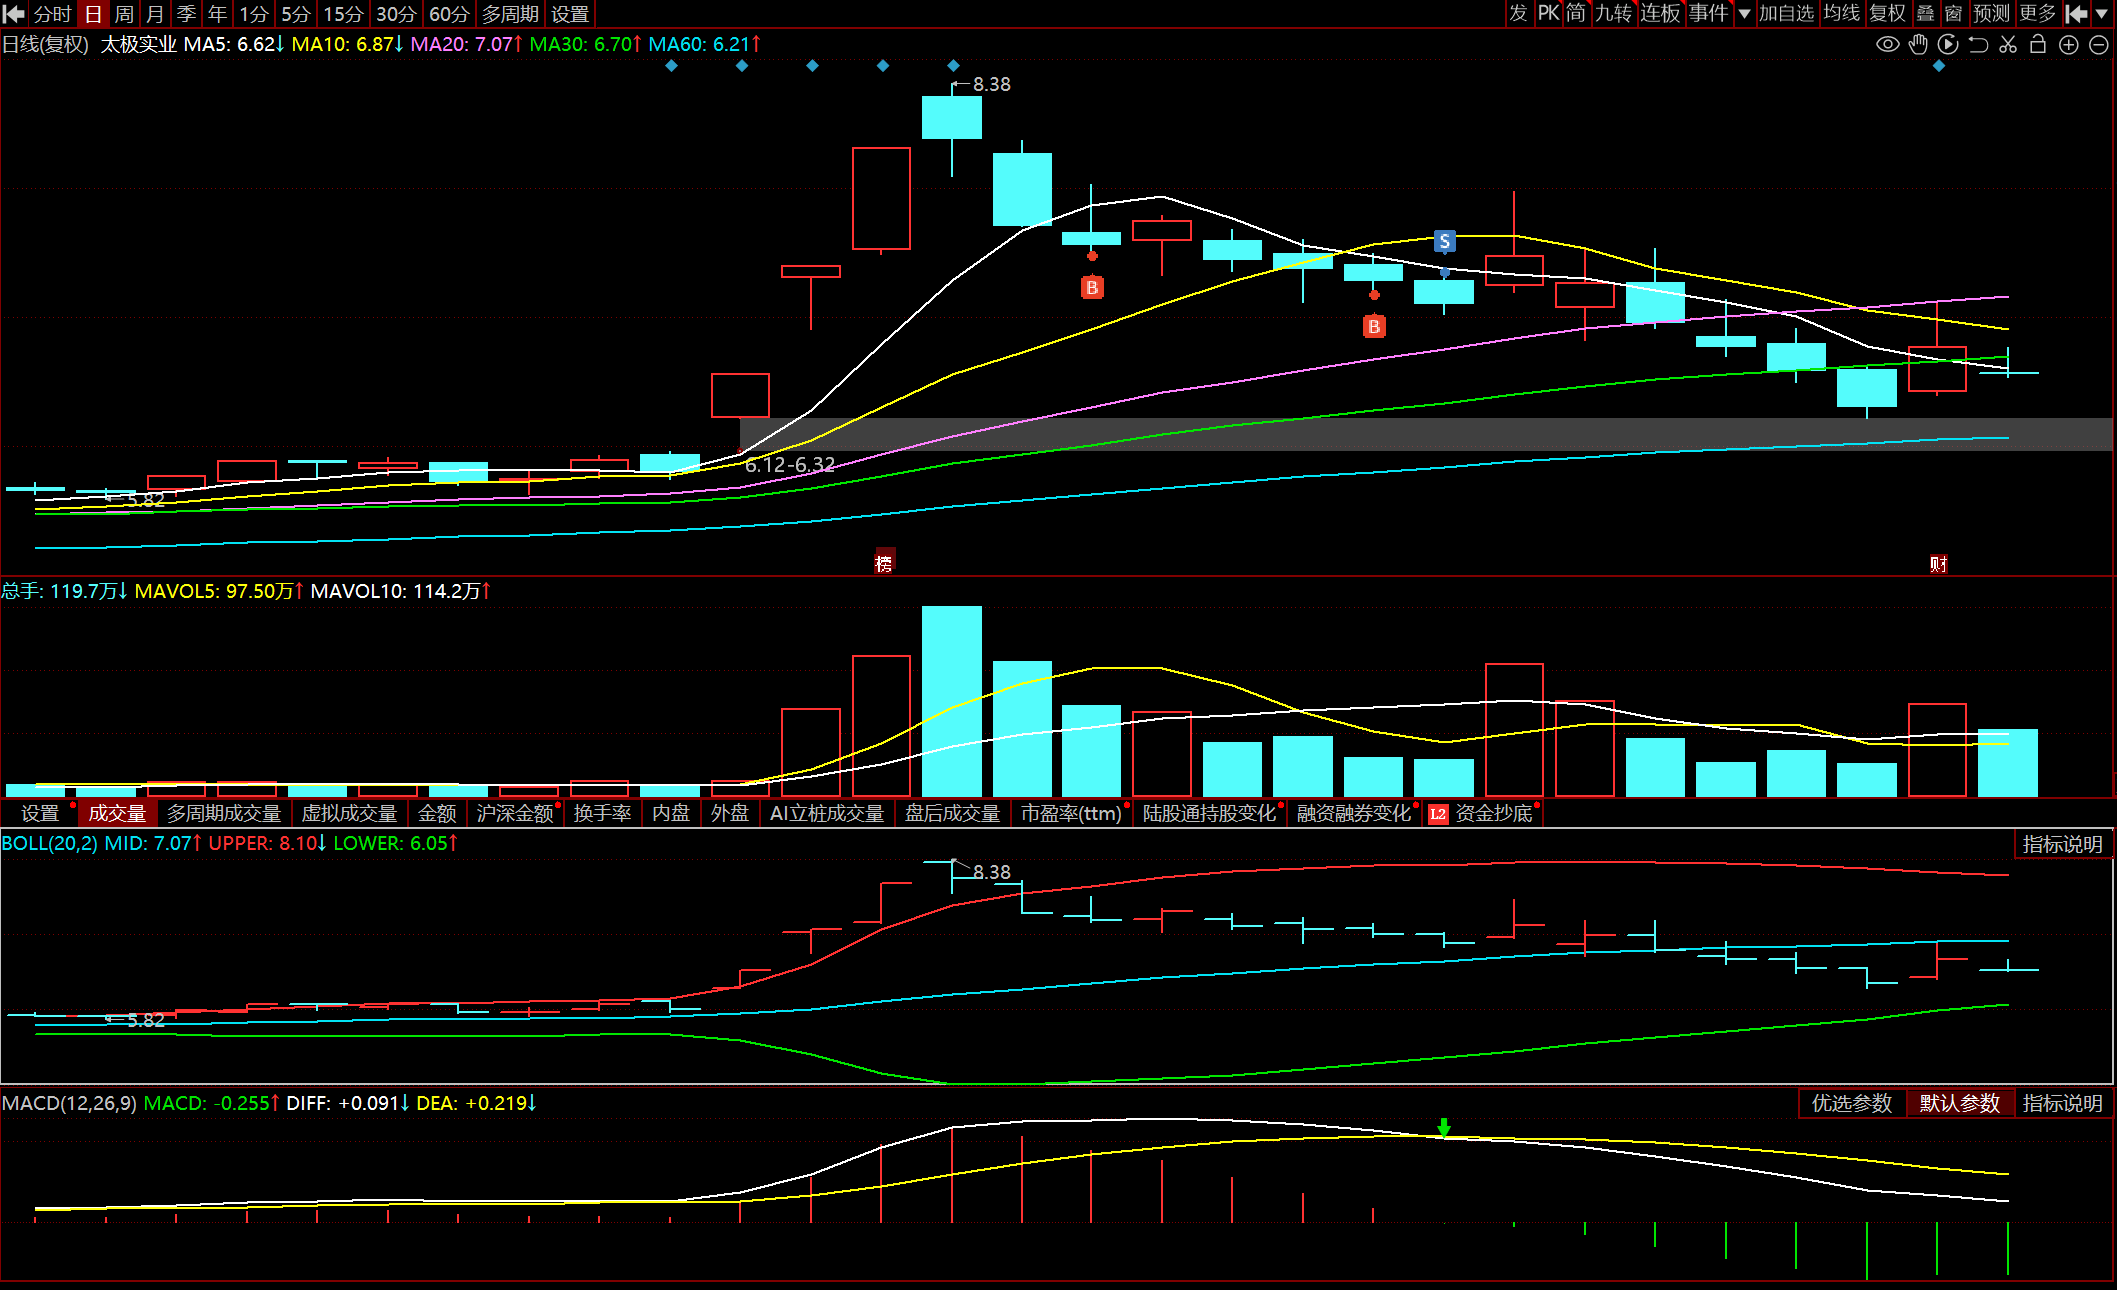 分时 日 周 月 季 年 1分 5分 15分 30分 60分 多周期 设置 发 PK 简 九转 连板 事件 加自选 均线 复权 叠 窗 预测 更多
日线(复权) 太极实业 MA5: 6.62↓ MA10: 6.87↓ MA20: 7.07↑ MA30: 6.70↑ MA60: 6.21↑
8.38
S
B
B
6.12-6.32
5.82
榜 财
总手: 119.7万↓ MAVOL5: 97.50万↑ MAVOL10: 114.2万↑
设置 成交量 多周期成交量 虚拟成交量 金额 沪深金额 换手率 内盘 外盘 AI立桩成交量 盘后成交量 市盈率(ttm) 陆股通持股变化 融资融券变化 L2 资金抄底
BOLL(20,2) MID: 7.07↑ UPPER: 8.10↓ LOWER: 6.05↑ 指标说明
8.38
5.82
MACD(12,26,9) MACD: -0.255↑ DIFF: +0.091↓ DEA: +0.219↓ 优选参数 默认参数 指标说明